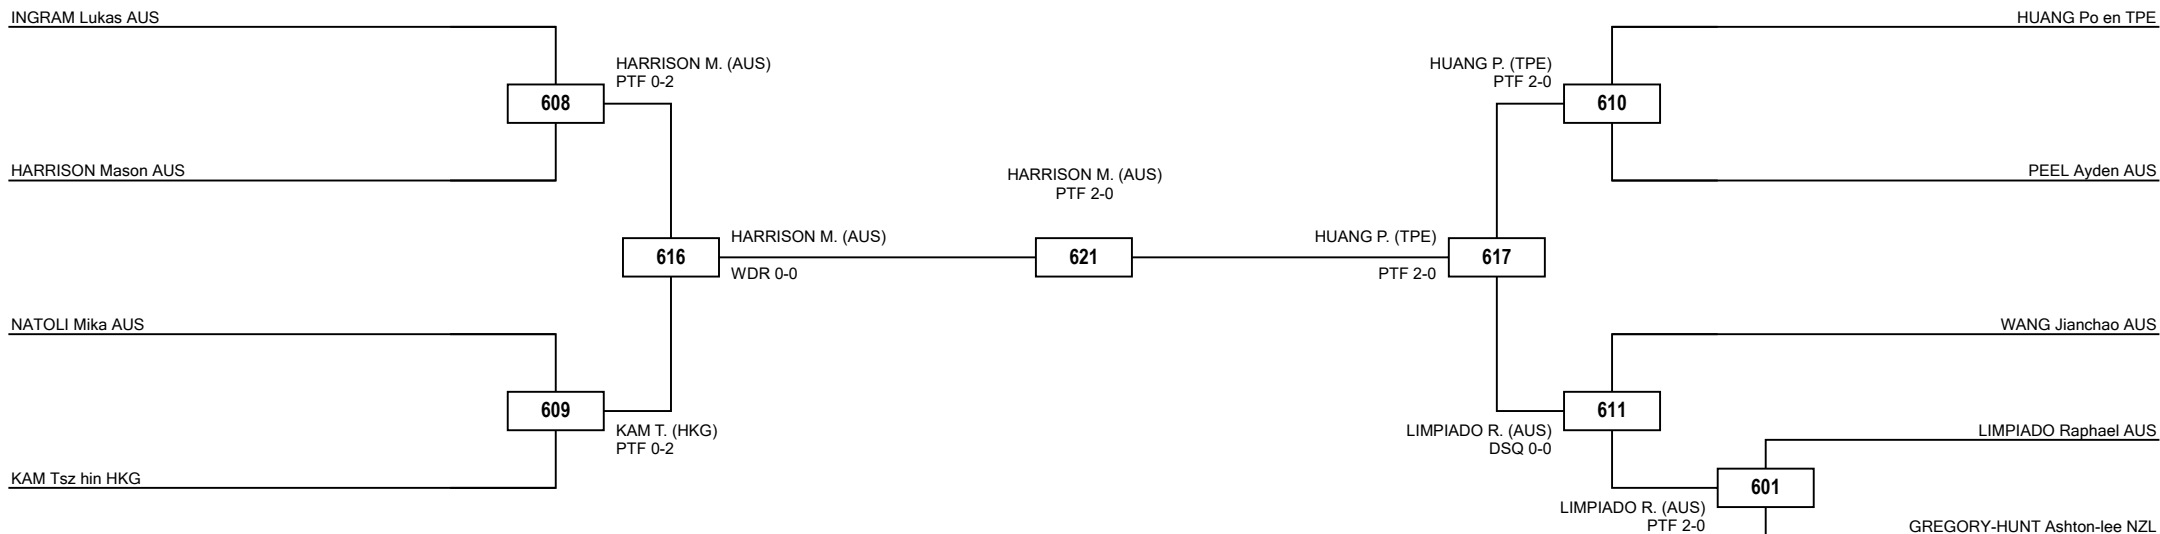 INGRAM Lukas AUS
HUANG Po en TPE
HARRISON M. (AUS)
PTF 0-2
HUANG P. (TPE)
PTF 2-0
608
610
HARRISON Mason AUS
HARRISON M. (AUS)
PTF 2-0
PEEL Ayden AUS
616
HARRISON M. (AUS)
WDR 0-0
621
HUANG P. (TPE)
PTF 2-0
617
NATOLI Mika AUS
WANG Jianchao AUS
609
611
KAM T. (HKG)
PTF 0-2
LIMPIADO R. (AUS)
DSQ 0-0
LIMPIADO Raphael AUS
KAM Tsz hin HKG
601
LIMPIADO R. (AUS)
PTF 2-0
GREGORY-HUNT Ashton-lee NZL